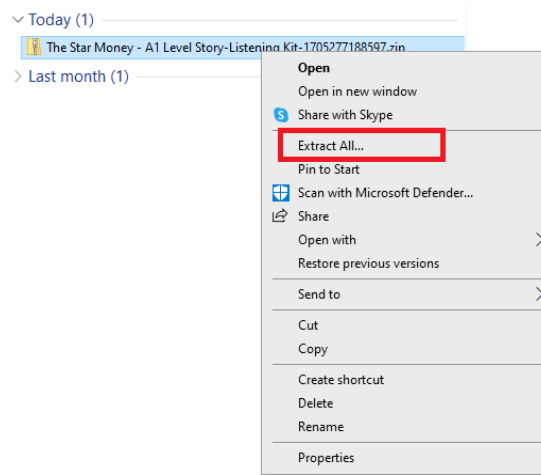 Today (1)
The Star Money - A1 Level Story-Listening Kit-1705277188597.zip
Last month (1)
Open
Open in new window
Share with Skype
Extract All...
Pin to Start
Scan with Microsoft Defender...
Share
Open with
Restore previous versions
Send to
Cut
Copy
Create shortcut
Delete
Rename
Properties